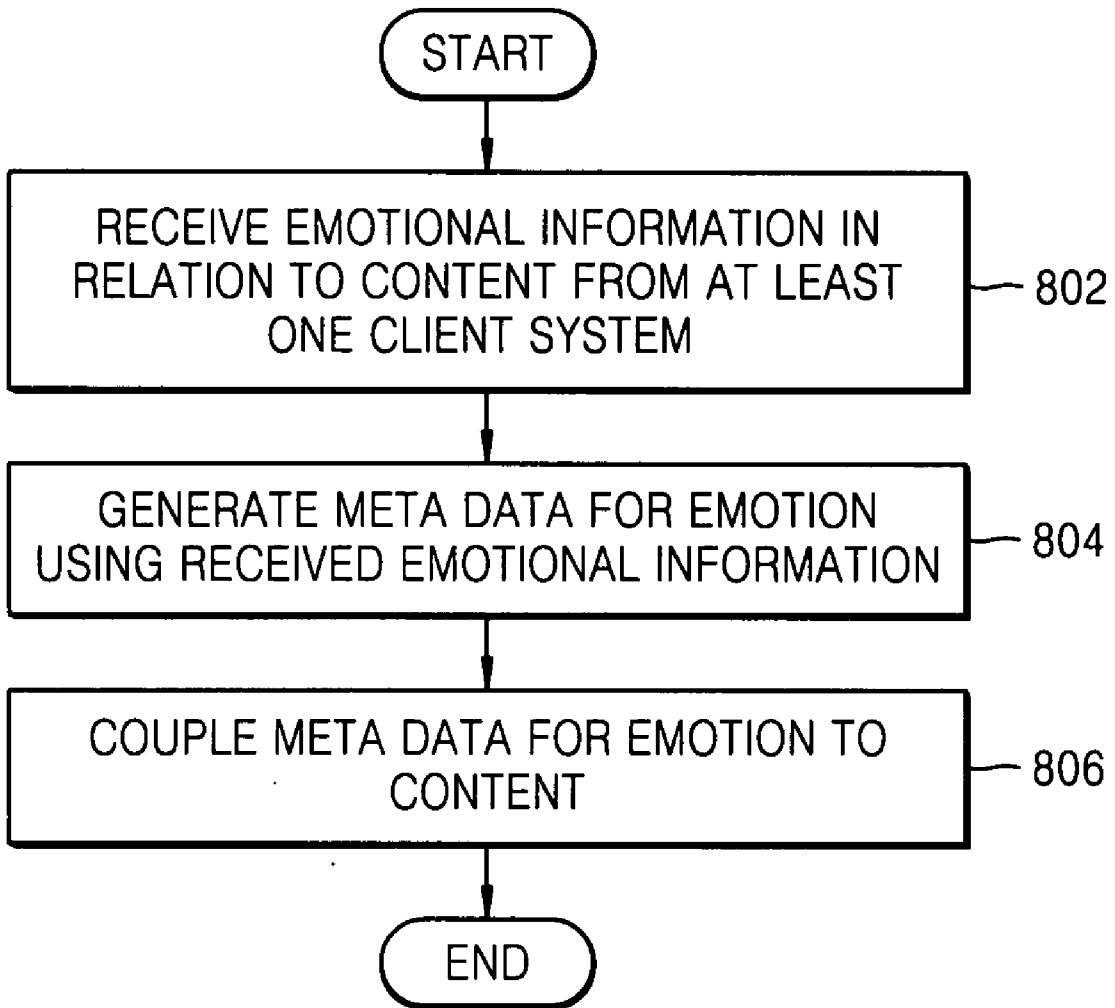 START
RECEIVE EMOTIONAL INFORMATION IN
RELATION TO CONTENT FROM AT LEAST
ONE CLIENT SYSTEM
802
GENERATE META DATA FOR EMOTION
USING RECEIVED EMOTIONAL INFORMATION
804
COUPLE META DATA FOR EMOTION TO
CONTENT
806
END